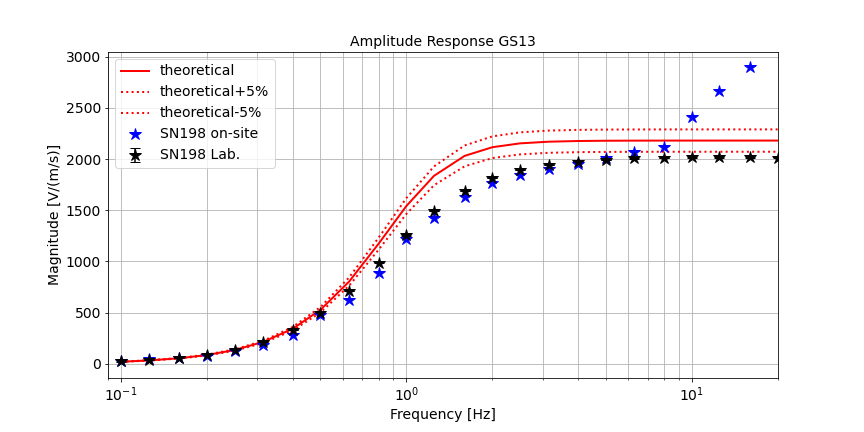 Amplitude Response GS13
theoretical
theoretical+5%
theoretical-5%
SN198 on-site
SN198 Lab.
Magnitude [V/(m/s)]
3000
2500
2000
1500
1000
500
0
10⁻¹
10⁰
10¹
Frequency [Hz]